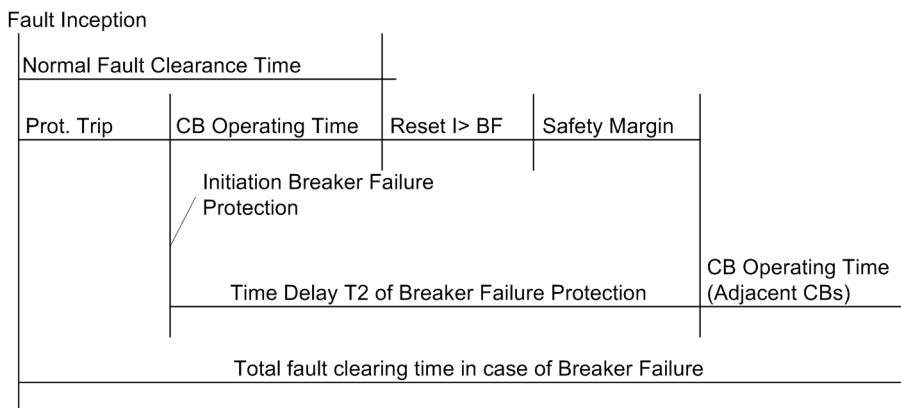 Fault Inception
Normal Fault Clearance Time
Prot. Trip
CB Operating Time
Reset I> BF
Safety Margin
Initiation Breaker Failure
Protection
CB Operating Time
(Adjacent CBs)
Time Delay T2 of Breaker Failure Protection
Total fault clearing time in case of Breaker Failure